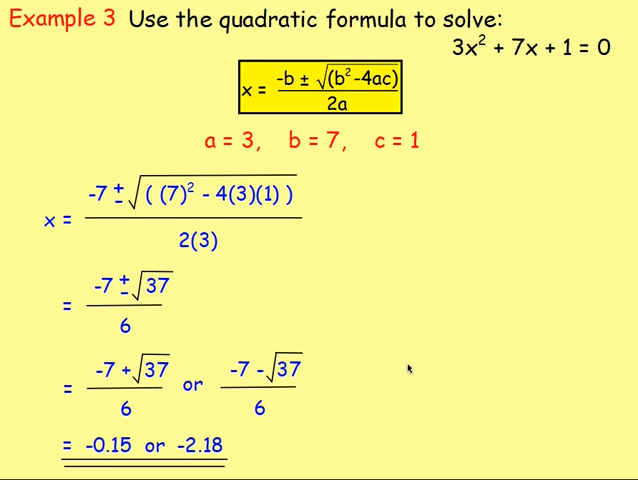 Example 3 Use the quadratic formula to solve:
3x² + 7x + 1 = 0
x = -b ± √(b² -4ac) / 2a
a = 3, b = 7, c = 1
x = -7 ± √( (7)² - 4(3)(1) ) / 2(3)
= -7 ± √37 / 6
= -7 + √37 / 6 or -7 - √37 / 6
= -0.15 or -2.18